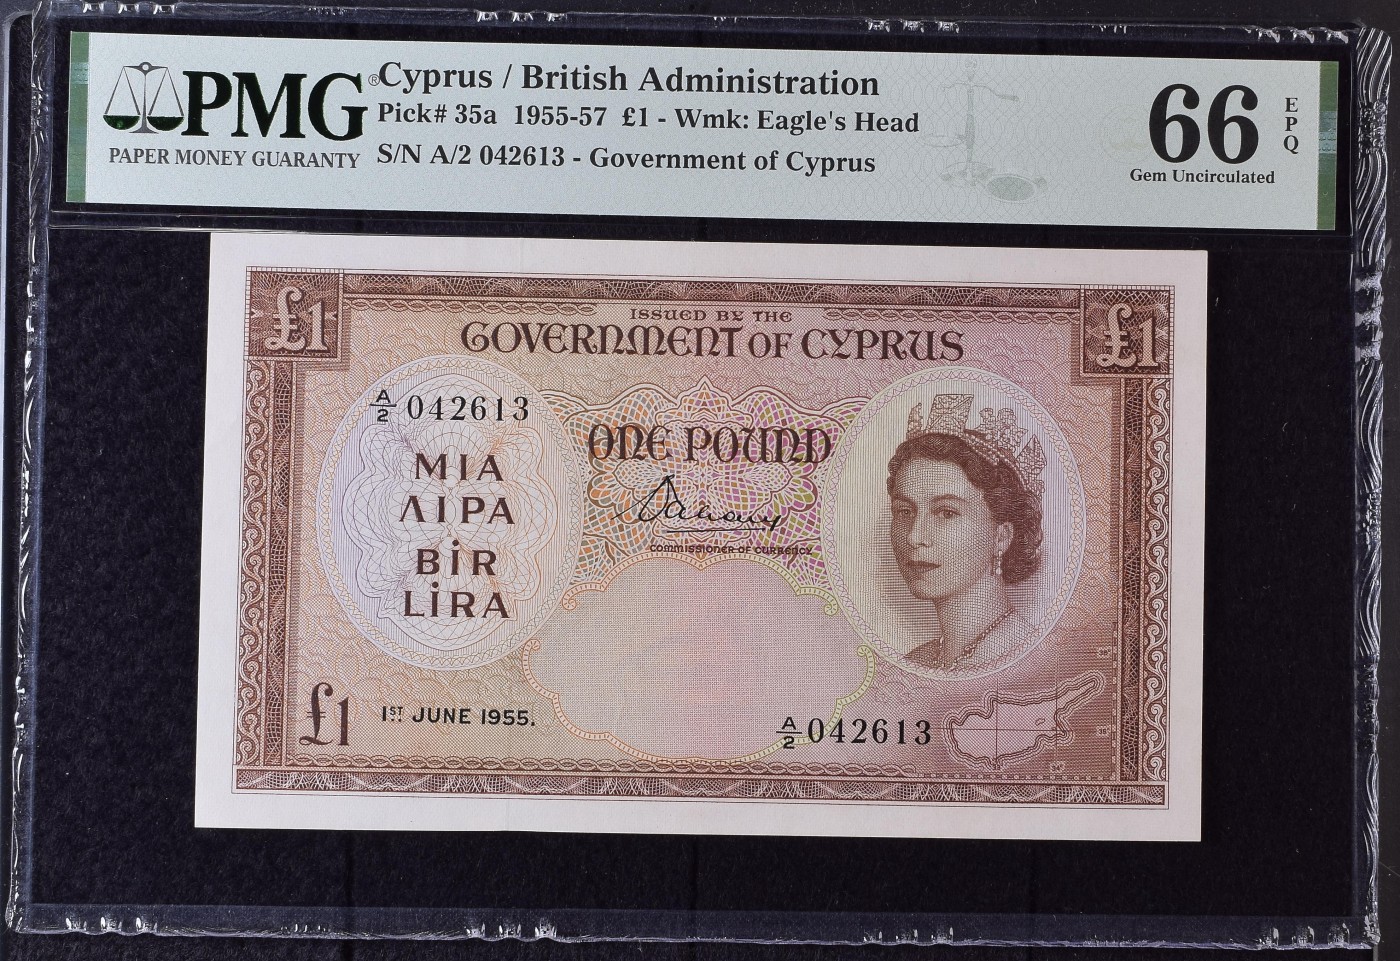 PMG®
PAPER MONEY GUARANTY
Cyprus / British Administration
Pick# 35a 1955-57 £1 - Wmk: Eagle's Head
S/N A/2 042613 - Government of Cyprus
66
EPQ
Gem Uncirculated
£1
£1
ISSUED BY THE
GOVERNMENT OF CYPRUS
A/2 042613
ONE POUND
ΜΙΑ
ΛΙΡΑ
BİR
LİRA
COMMISSIONER OF CURRENCY
£1
1ST JUNE 1955.
A/2 042613